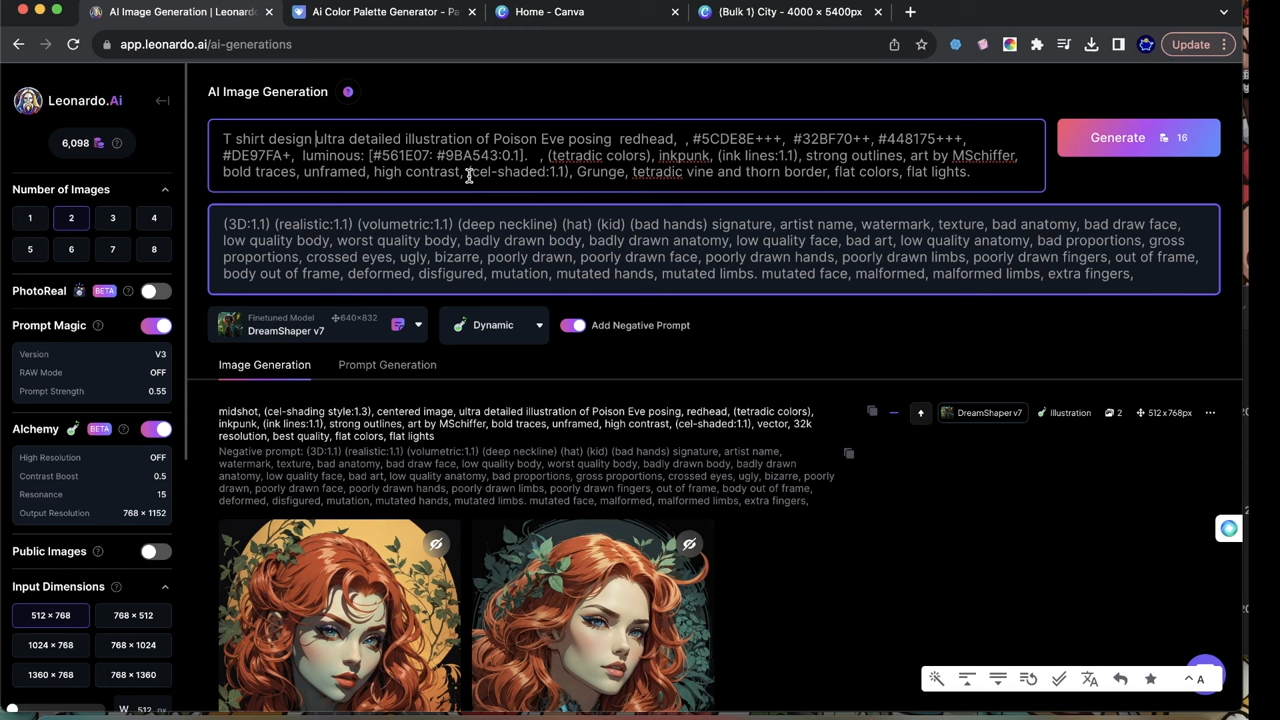 AI Image Generation | Leonardo
Ai Color Palette Generator - Pa
Home - Canva
(Bulk 1) City - 4000 × 5400px
app.leonardo.ai/ai-generations
Update
Leonardo.Ai
6,098
Number of Images
1 2 3 4
5 6 7 8
PhotoReal BETA
Prompt Magic
Version V3
RAW Mode OFF
Prompt Strength 0.55
Alchemy BETA
High Resolution OFF
Contrast Boost 0.5
Resonance 15
Output Resolution 768 × 1152
Public Images
Input Dimensions
512 × 768 768 × 512
1024 × 768 768 × 1024
1360 × 768 768 × 1360
W 512 px
AI Image Generation
T shirt design ultra detailed illustration of Poison Eve posing redhead, , #5CDE8E+++, #32BF70++, #448175+++,
#DE97FA+, luminous: [#561E07: #9BA543:0.1]. , (tetradic colors), inkpunk, (ink lines:1.1), strong outlines, art by MSchiffer,
bold traces, unframed, high contrast, (cel-shaded:1.1), Grunge, tetradic vine and thorn border, flat colors, flat lights.
Generate 16
(3D:1.1) (realistic:1.1) (volumetric:1.1) (deep neckline) (hat) (kid) (bad hands) signature, artist name, watermark, texture, bad anatomy, bad draw face,
low quality body, worst quality body, badly drawn body, badly drawn anatomy, low quality face, bad art, low quality anatomy, bad proportions, gross
proportions, crossed eyes, ugly, bizarre, poorly drawn, poorly drawn face, poorly drawn hands, poorly drawn limbs, poorly drawn fingers, out of frame,
body out of frame, deformed, disfigured, mutation, mutated hands, mutated limbs. mutated face, malformed, malformed limbs, extra fingers,
Finetuned Model 640×832
DreamShaper v7
Dynamic
Add Negative Prompt
Image Generation
Prompt Generation
midshot, (cel-shading style:1.3), centered image, ultra detailed illustration of Poison Eve posing, redhead, (tetradic colors),
inkpunk, (ink lines:1.1), strong outlines, art by MSchiffer, bold traces, unframed, high contrast, (cel-shaded:1.1), vector, 32k
resolution, best quality, flat colors, flat lights
DreamShaper v7 Illustration 2 512 x 768px
Negative prompt: (3D:1.1) (realistic:1.1) (volumetric:1.1) (deep neckline) (hat) (kid) (bad hands) signature, artist name,
watermark, texture, bad anatomy, bad draw face, low quality body, worst quality body, badly drawn body, badly drawn
anatomy, low quality face, bad art, low quality anatomy, bad proportions, gross proportions, crossed eyes, ugly, bizarre, poorly
drawn, poorly drawn face, poorly drawn hands, poorly drawn limbs, poorly drawn fingers, out of frame, body out of frame,
deformed, disfigured, mutation, mutated hands, mutated limbs. mutated face, malformed, malformed limbs, extra fingers,
A